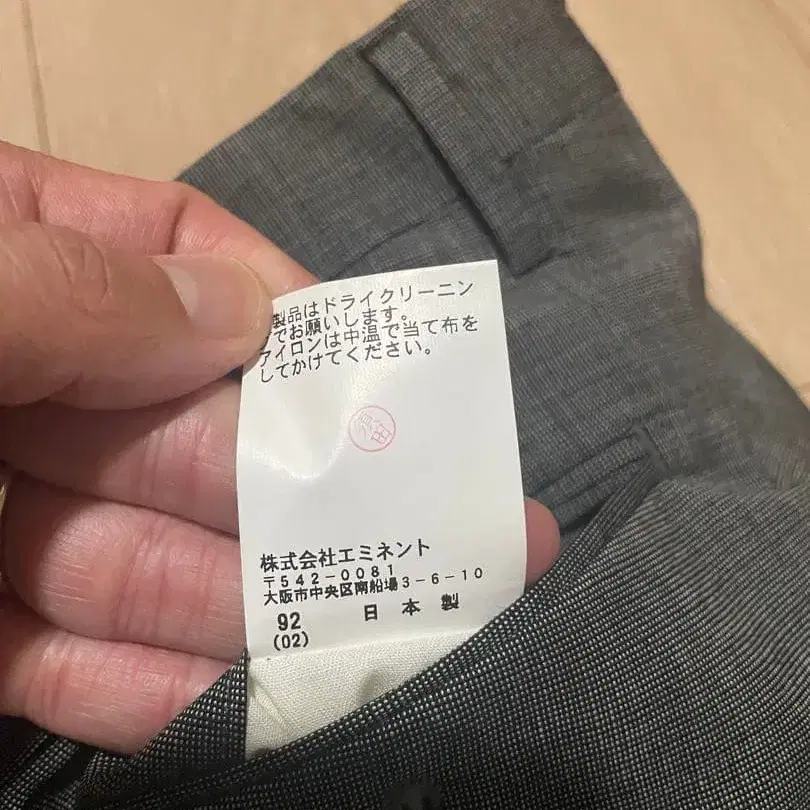 製品はドライクリーニン
でお願いします。
アイロンは中温で当て布を
してかけてください。
株式会社エミネント
〒542-0081
大阪市中央区南船場3-6-10
92 日本製
(02)